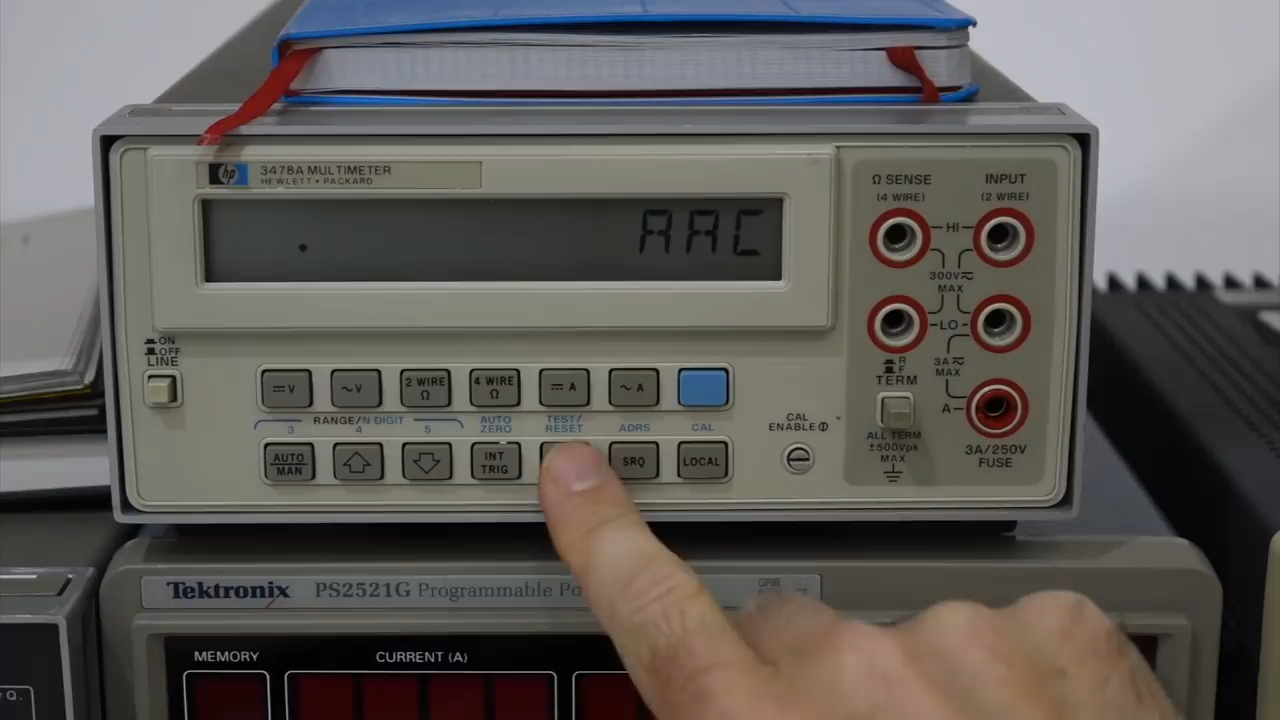 hp 3478A MULTIMETER
HEWLETT • PACKARD
AAC
Ω SENSE
(4 WIRE)
INPUT
(2 WIRE)
HI
300V
MAX
LO
3A
MAX
R
F
TERM
A
ALL TERM
±500Vpk
MAX
3A/250V
FUSE
ON
OFF
LINE
V
~V
2 WIRE
Ω
4 WIRE
Ω
A
~A
RANGE/N DIGIT
3
4
5
AUTO
ZERO
TEST/
RESET
ADRS
CAL
AUTO
MAN
INT
TRIG
SRQ
LOCAL
CAL
ENABLE
Tektronix PS2521G Programmable
GPIB
MEMORY
CURRENT (A)